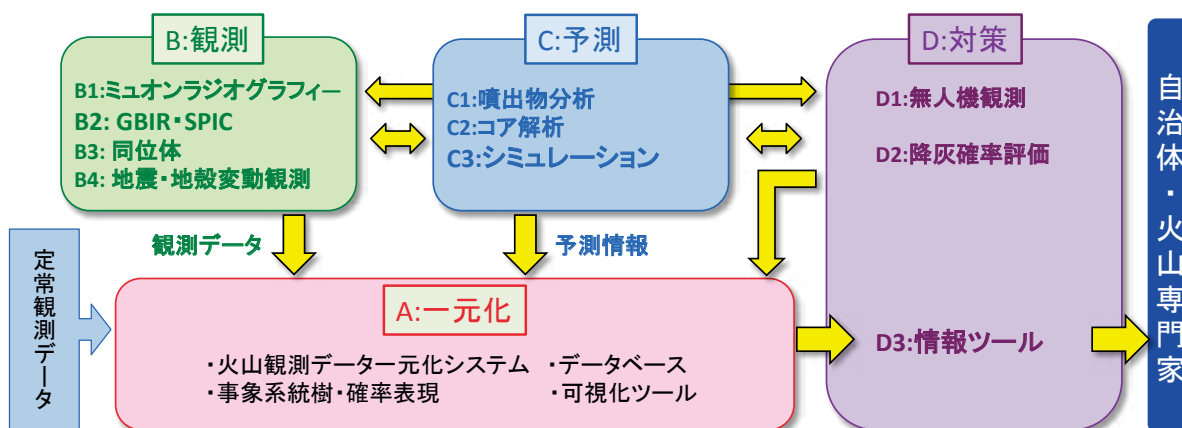 B:観測
B1:ミュオンラジオグラフィー
B2: GBIR・SPIC
B3: 同位体
B4: 地震・地殻変動観測
C:予測
C1:噴出物分析
C2:コア解析
C3:シミュレーション
D:対策
D1:無人機観測
D2:降灰確率評価
D3:情報ツール
自治体・火山専門家
観測データ
予測情報
定常観測データ
A:一元化
・火山観測データ一元化システム ・データベース
・事象系統樹・確率表現 ・可視化ツール